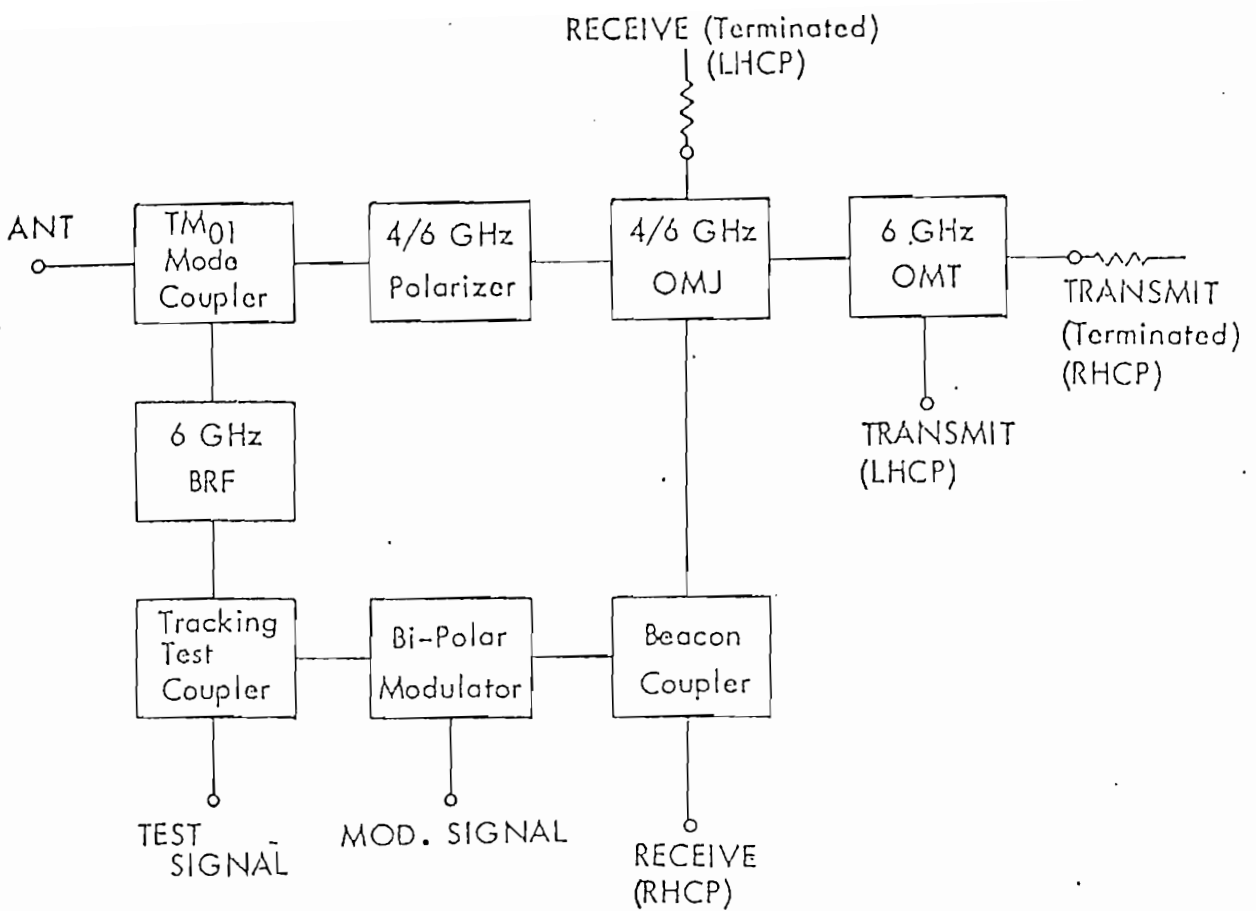 RECEIVE (Terminated)
(LHCP)
ANT
TM01
Mode
Coupler
4/6 GHz
Polarizer
4/6 GHz
OMJ
6 GHz
OMT
TRANSMIT
(Terminated)
(RHCP)
TRANSMIT
(LHCP)
6 GHz
BRF
Tracking
Test
Coupler
Bi-Polar
Modulator
Beacon
Coupler
TEST
SIGNAL
MOD. SIGNAL
RECEIVE
(RHCP)